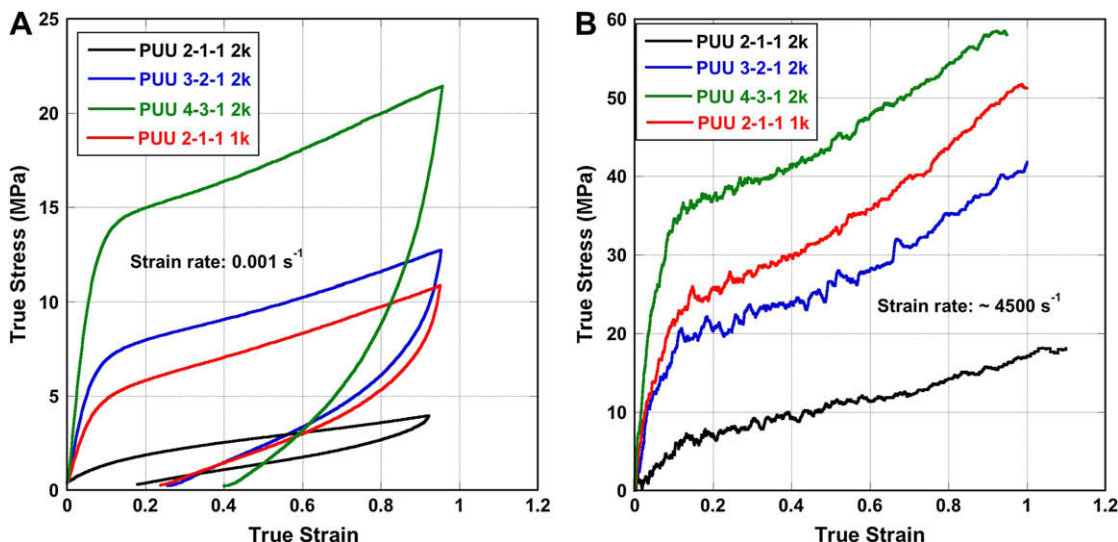 A
25
20
15
10
5
0
True Stress (MPa)
PUU 2-1-1 2k
PUU 3-2-1 2k
PUU 4-3-1 2k
PUU 2-1-1 1k
Strain rate: 0.001 s⁻¹
0 0.2 0.4 0.6 0.8 1 1.2
True Strain
B
60
50
40
30
20
10
0
True Stress (MPa)
PUU 2-1-1 2k
PUU 3-2-1 2k
PUU 4-3-1 2k
PUU 2-1-1 1k
Strain rate: ~ 4500 s⁻¹
0 0.2 0.4 0.6 0.8 1 1.2
True Strain